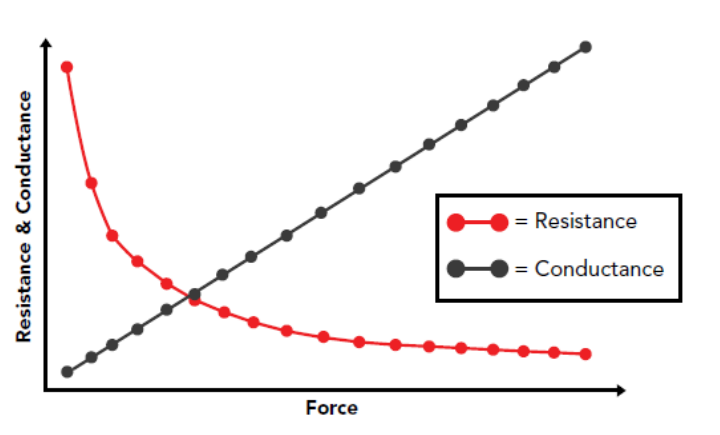 Resistance & Conductance
= Resistance
= Conductance
Force